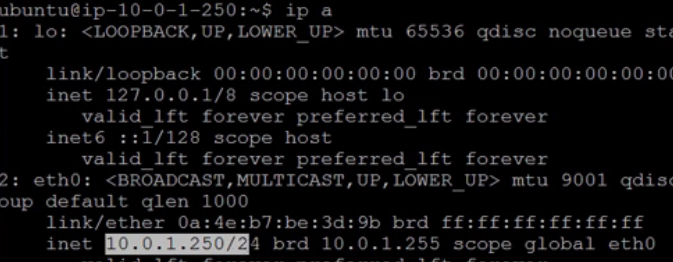 ubuntu@ip-10-0-1-250:~$ ip a
1: lo: <LOOPBACK,UP,LOWER_UP> mtu 65536 qdisc noqueue sta
t
link/loopback 00:00:00:00:00:00 brd 00:00:00:00:00:00
inet 127.0.0.1/8 scope host lo
valid_lft forever preferred_lft forever
inet6 ::1/128 scope host
valid_lft forever preferred_lft forever
2: eth0: <BROADCAST,MULTICAST,UP,LOWER_UP> mtu 9001 qdisc
oup default qlen 1000
link/ether 0a:4e:b7:be:3d:9b brd ff:ff:ff:ff:ff:ff
inet 10.0.1.250/24 brd 10.0.1.255 scope global eth0